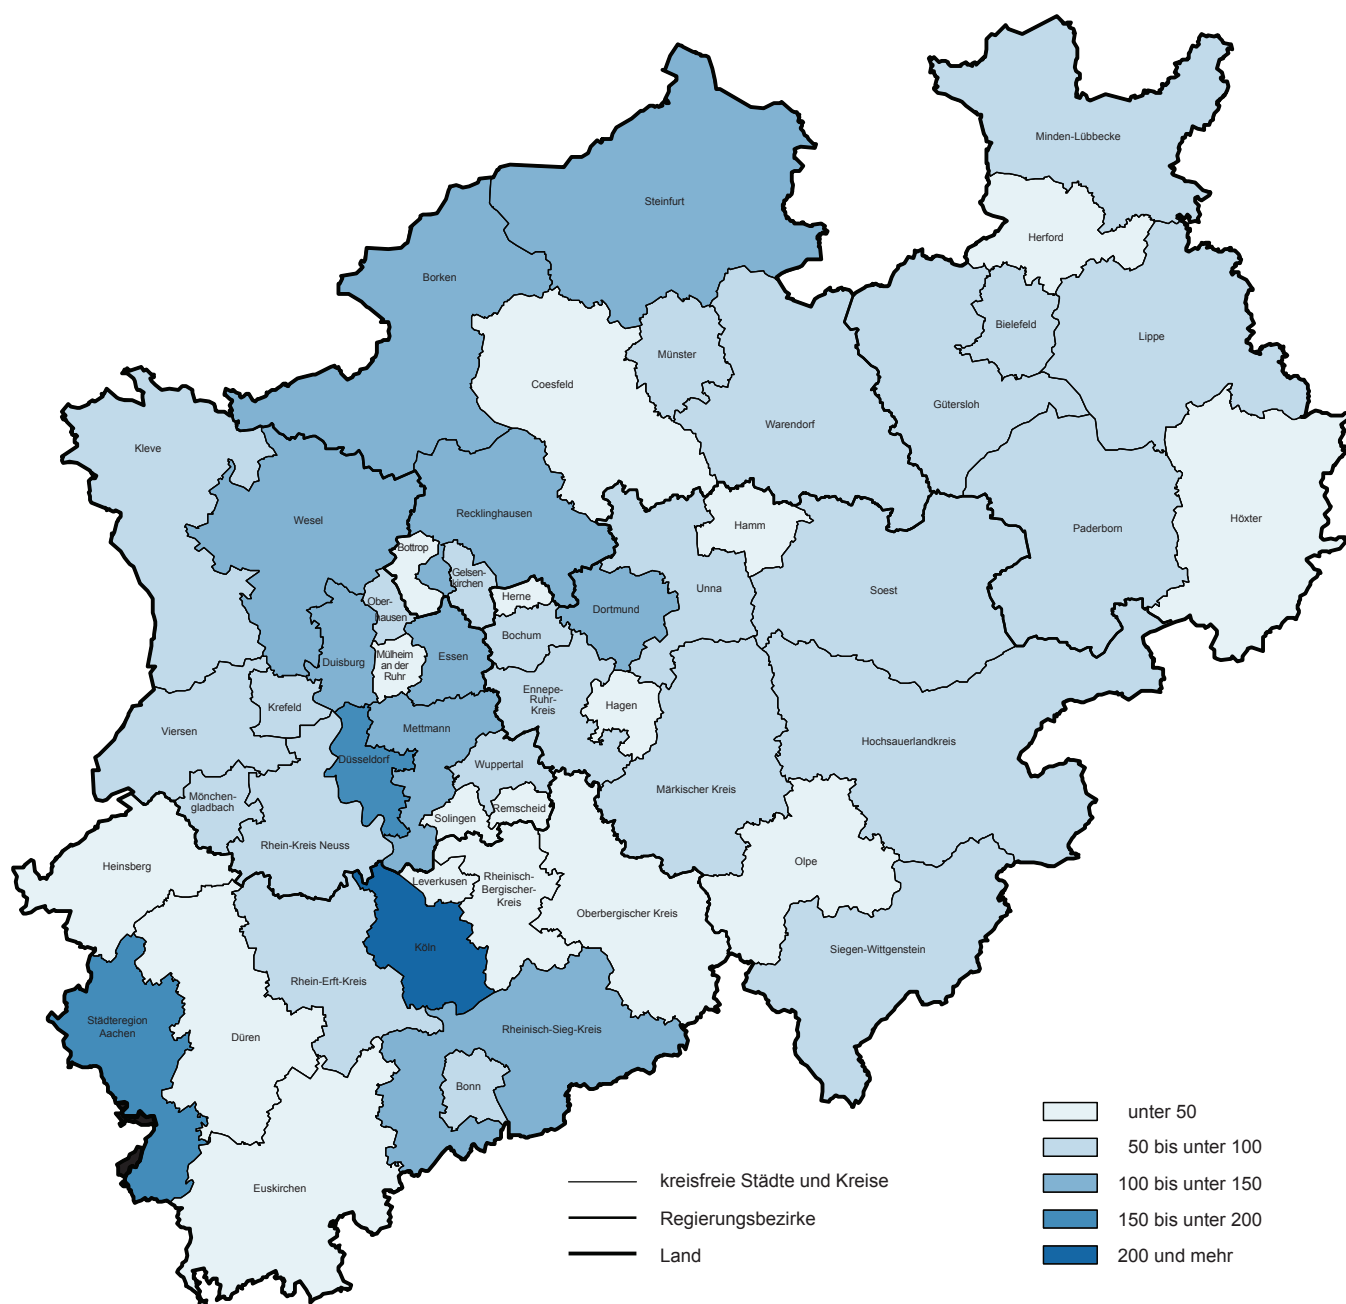 Minden-Lübbecke
Steinfurt
Herford
Borken
Bielefeld
Lippe
Münster
Coesfeld
Gütersloh
Warendorf
Kleve
Wesel
Recklinghausen
Hamm
Höxter
Paderborn
Bottrop
Gelsen-
kirchen
Herne
Unna
Soest
Ober-
hausen
Dortmund
Bochum
Duisburg
Mülheim
an der
Ruhr
Essen
Ennepe-
Ruhr-
Kreis
Hagen
Krefeld
Viersen
Mettmann
Hochsauerlandkreis
Düsseldorf
Wuppertal
Märkischer Kreis
Mönchen-
gladbach
Remscheid
Solingen
Rhein-Kreis Neuss
Heinsberg
Olpe
Leverkusen
Rheinisch-
Bergischer-
Kreis
Oberbergischer Kreis
Köln
Siegen-Wittgenstein
Rhein-Erft-Kreis
Städteregion
Aachen
Düren
Rheinisch-Sieg-Kreis
Bonn
Euskirchen
kreisfreie Städte und Kreise
Regierungsbezirke
Land
unter 50
50 bis unter 100
100 bis unter 150
150 bis unter 200
200 und mehr